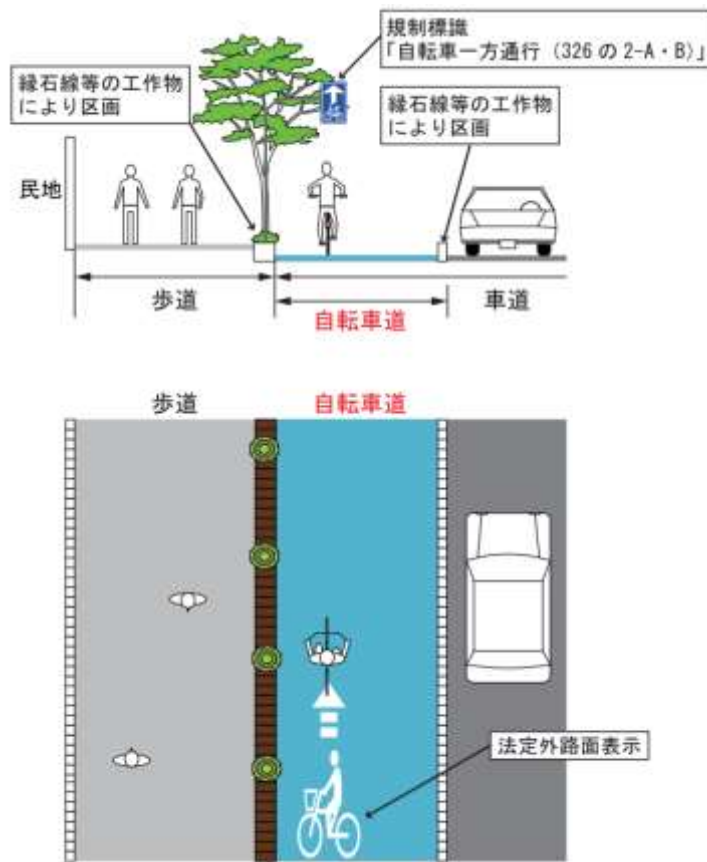 規制標識
「自転車一方通行（326の2-A・B）」
縁石線等の工作物
により区画
縁石線等の工作物
により区画
民地
歩道
車道
自転車道
歩道
自転車道
法定外路面表示